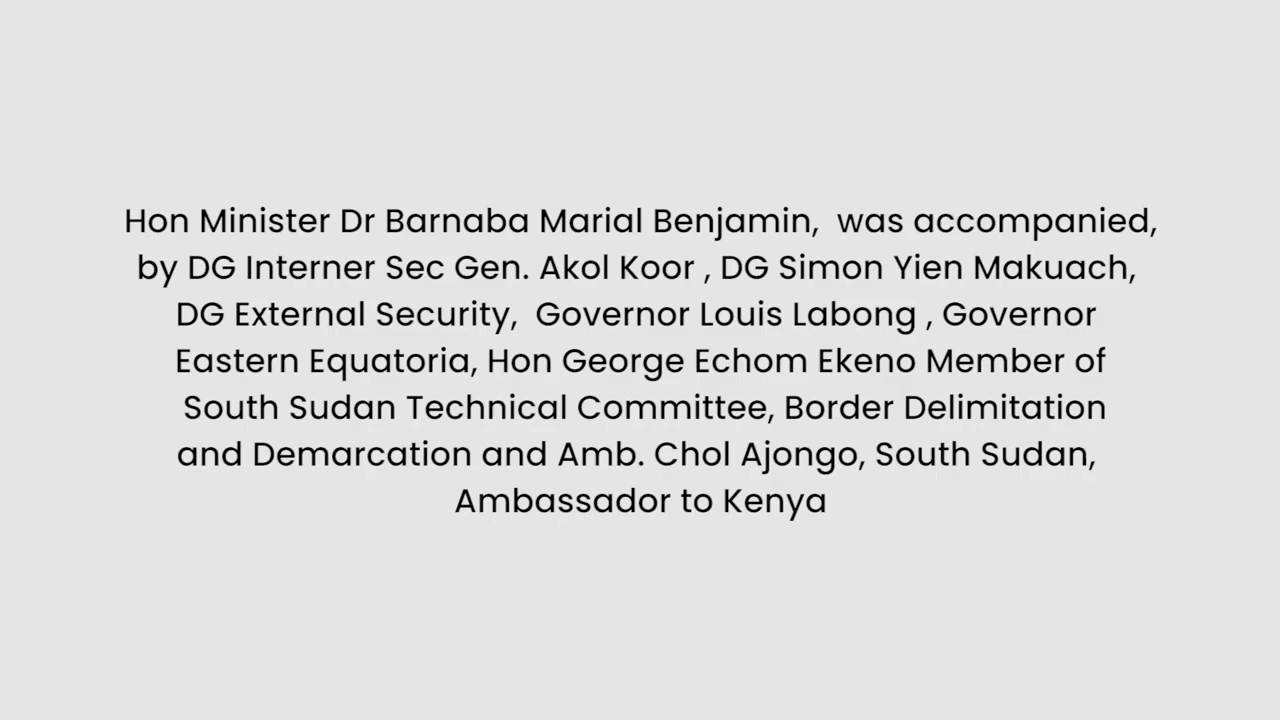 Hon Minister Dr Barnaba Marial Benjamin,  was accompanied,
by DG Interner Sec Gen. Akol Koor , DG Simon Yien Makuach,
DG External Security,  Governor Louis Labong , Governor
Eastern Equatoria, Hon George Echom Ekeno Member of
South Sudan Technical Committee, Border Delimitation
and Demarcation and Amb. Chol Ajongo, South Sudan,
Ambassador to Kenya